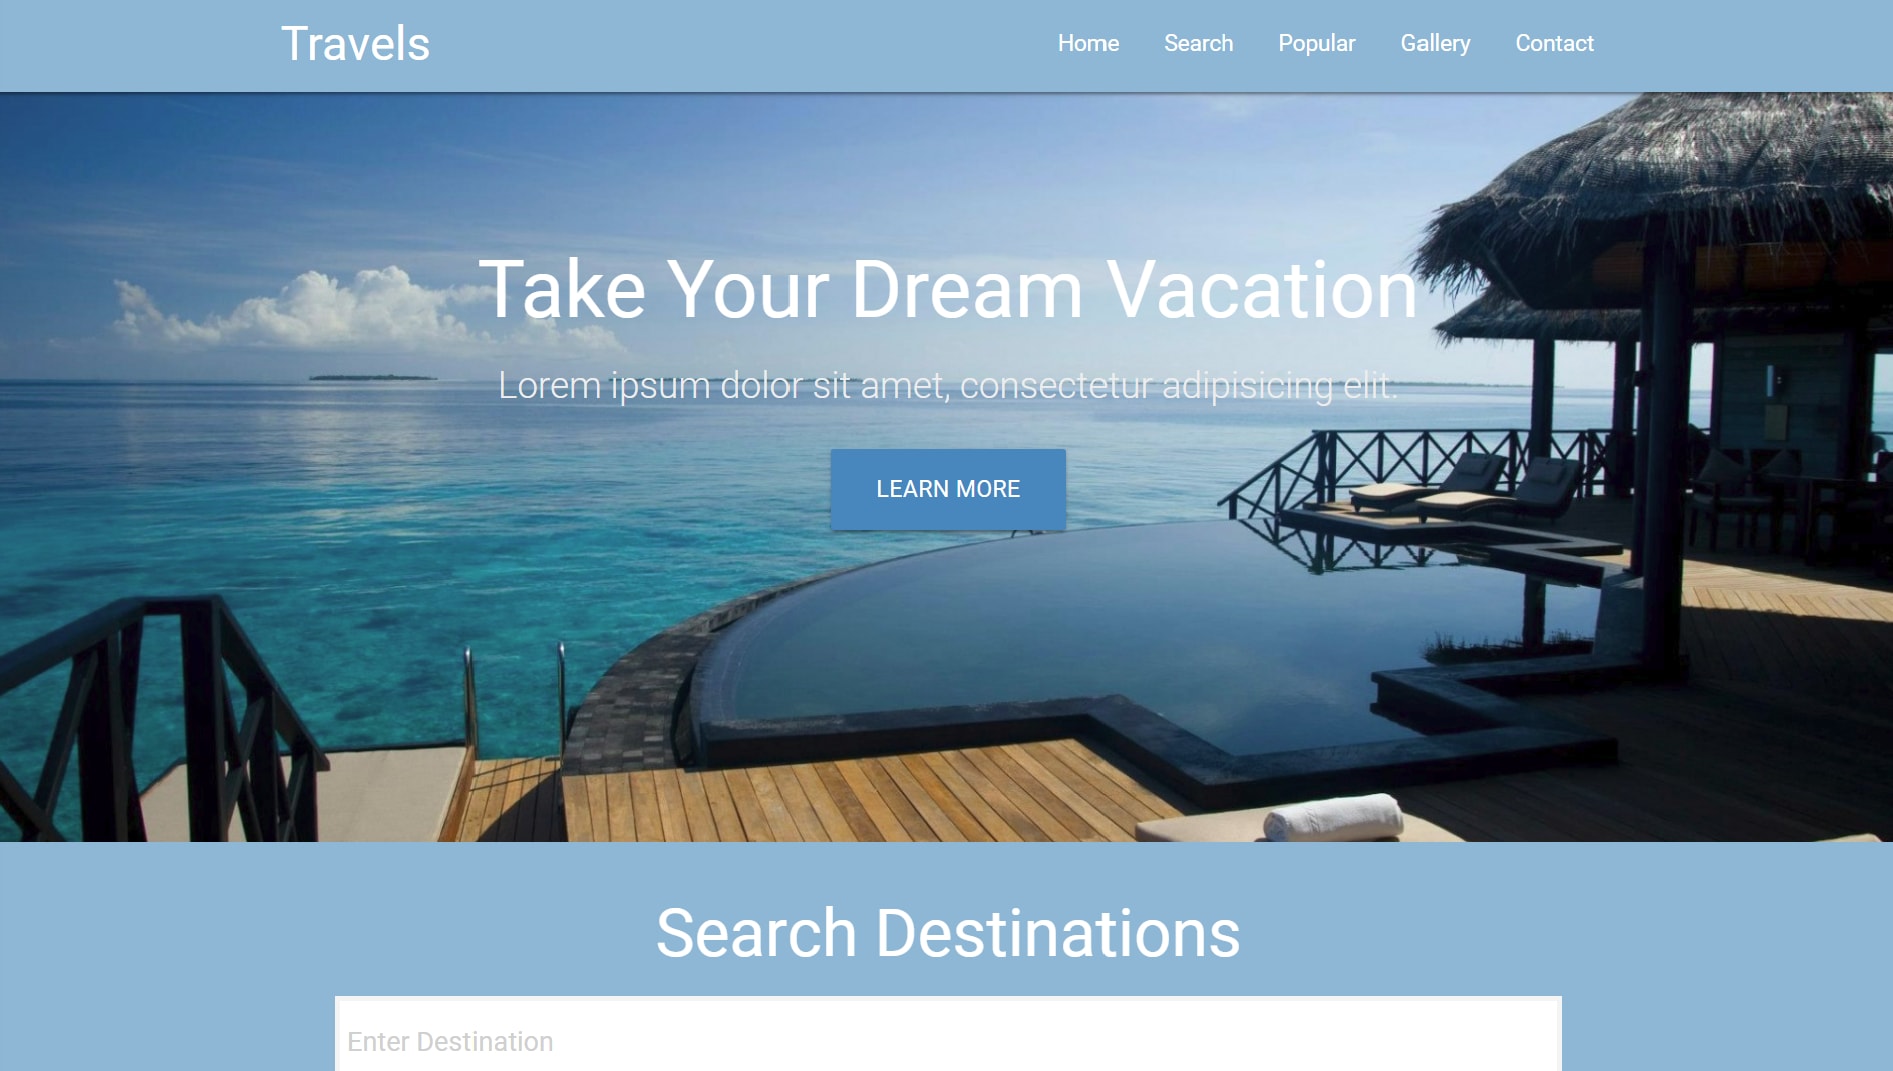 Travels
Home Search Popular Gallery Contact
Take Your Dream Vacation
Lorem ipsum dolor sit amet, consectetur adipisicing elit.
LEARN MORE
Search Destinations
Enter Destination